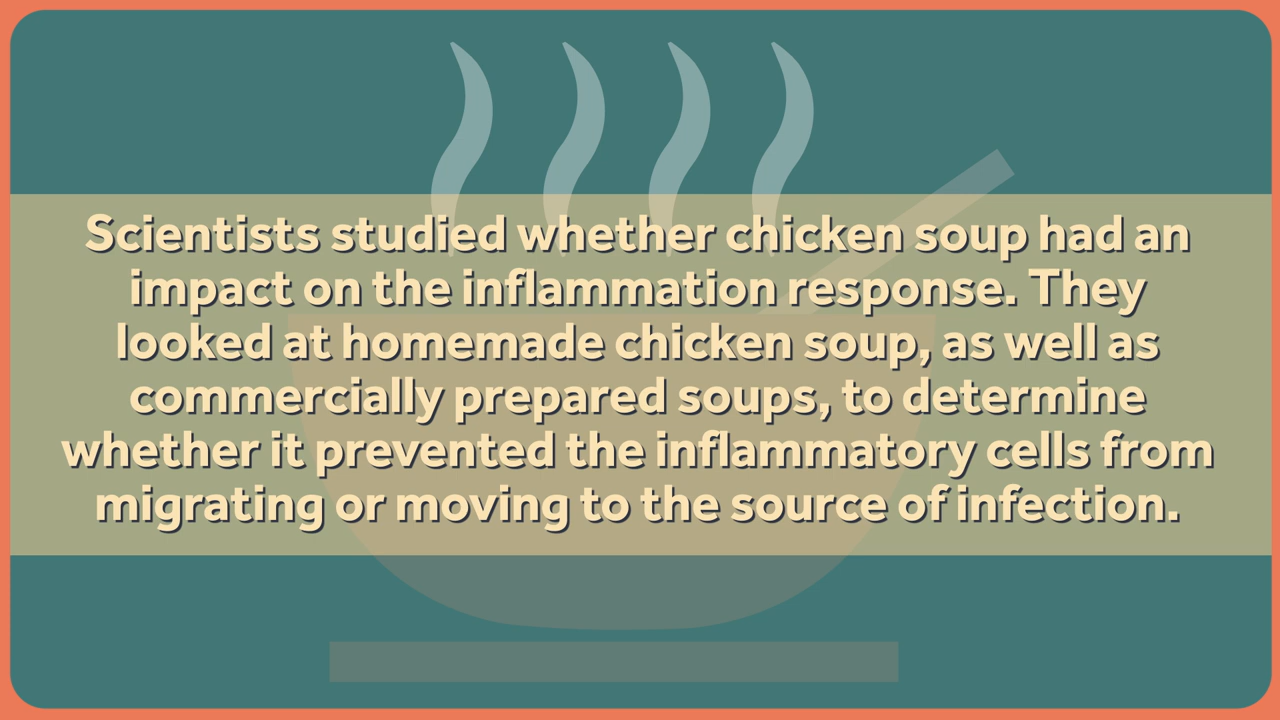 Scientists studied whether chicken soup had an
impact on the inflammation response. They
looked at homemade chicken soup, as well as
commercially prepared soups, to determine
whether it prevented the inflammatory cells from
migrating or moving to the source of infection.